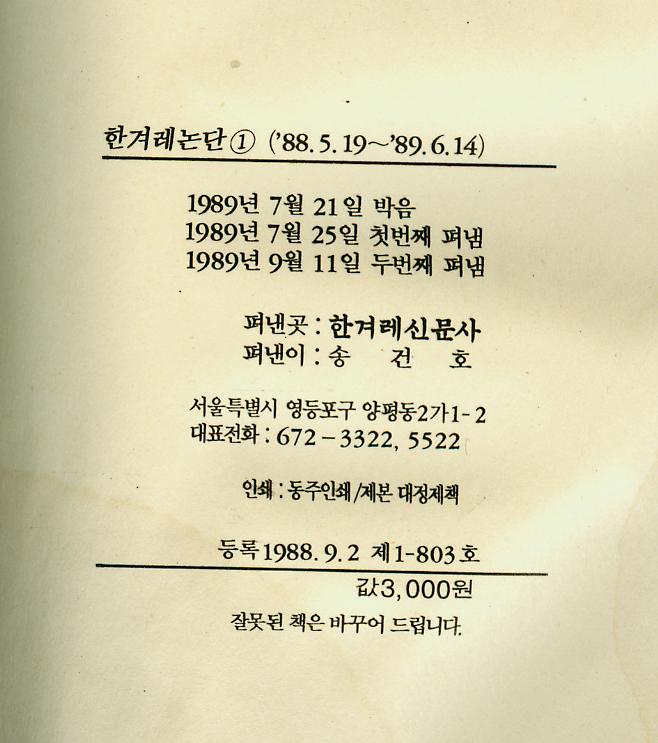 한겨레논단① ('88.5.19~'89.6.14)
1989년 7월 21일 박음
1989년 7월 25일 첫번째 펴냄
1989년 9월 11일 두번째 펴냄
펴낸곳 : 한겨레신문사
펴낸이 : 송 건 호
서울특별시 영등포구 양평동2가1-2
대표전화 : 672-3322, 5522
인쇄 : 동주인쇄/제본 대정제책
등록 1988.9.2 제1-803호
값3,000원
잘못된 책은 바꾸어 드립니다.